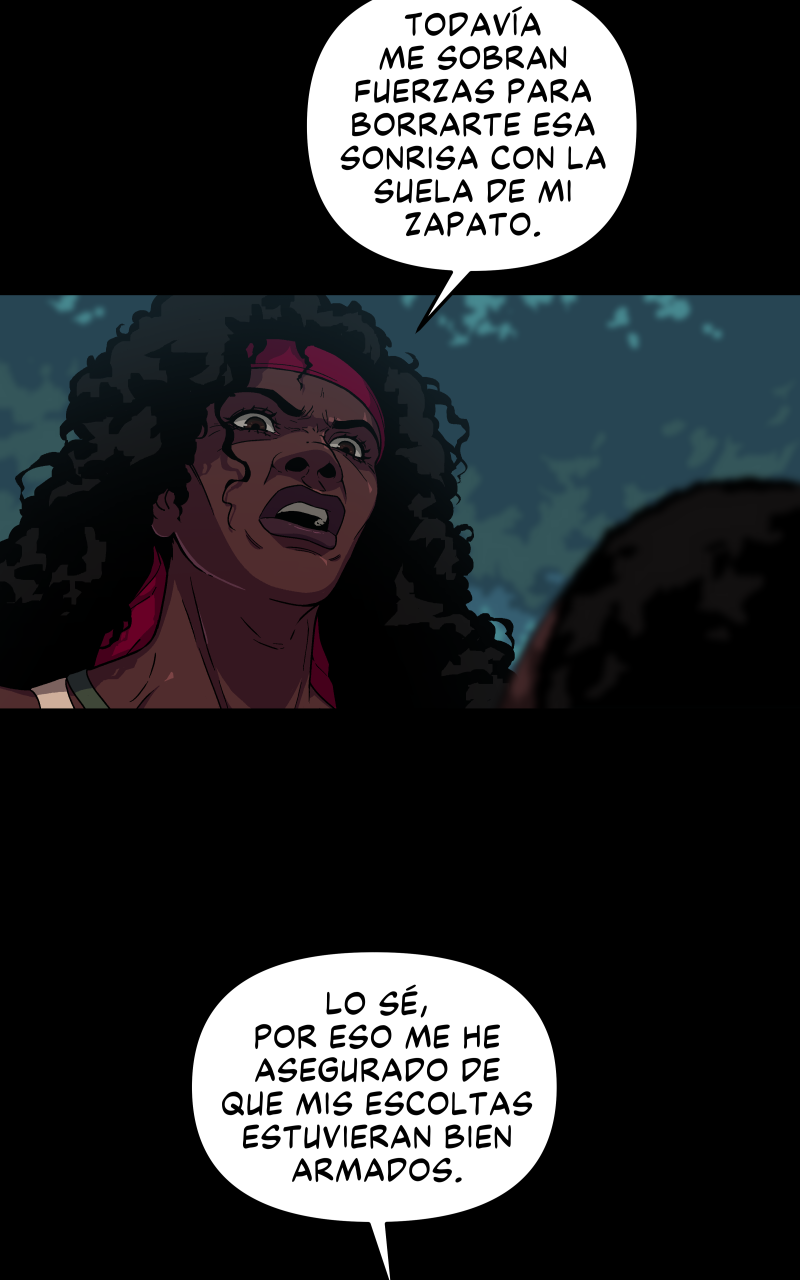 TODAVÍA
ME SOBRAN
FUERZAS PARA
BORRARTE ESA
SONRISA CON LA
SUELA DE MI
ZAPATO.
LO SÉ,
POR ESO ME HE
ASEGURADO DE
QUE MIS ESCOLTAS
ESTUVIERAN BIEN
ARMADOS.